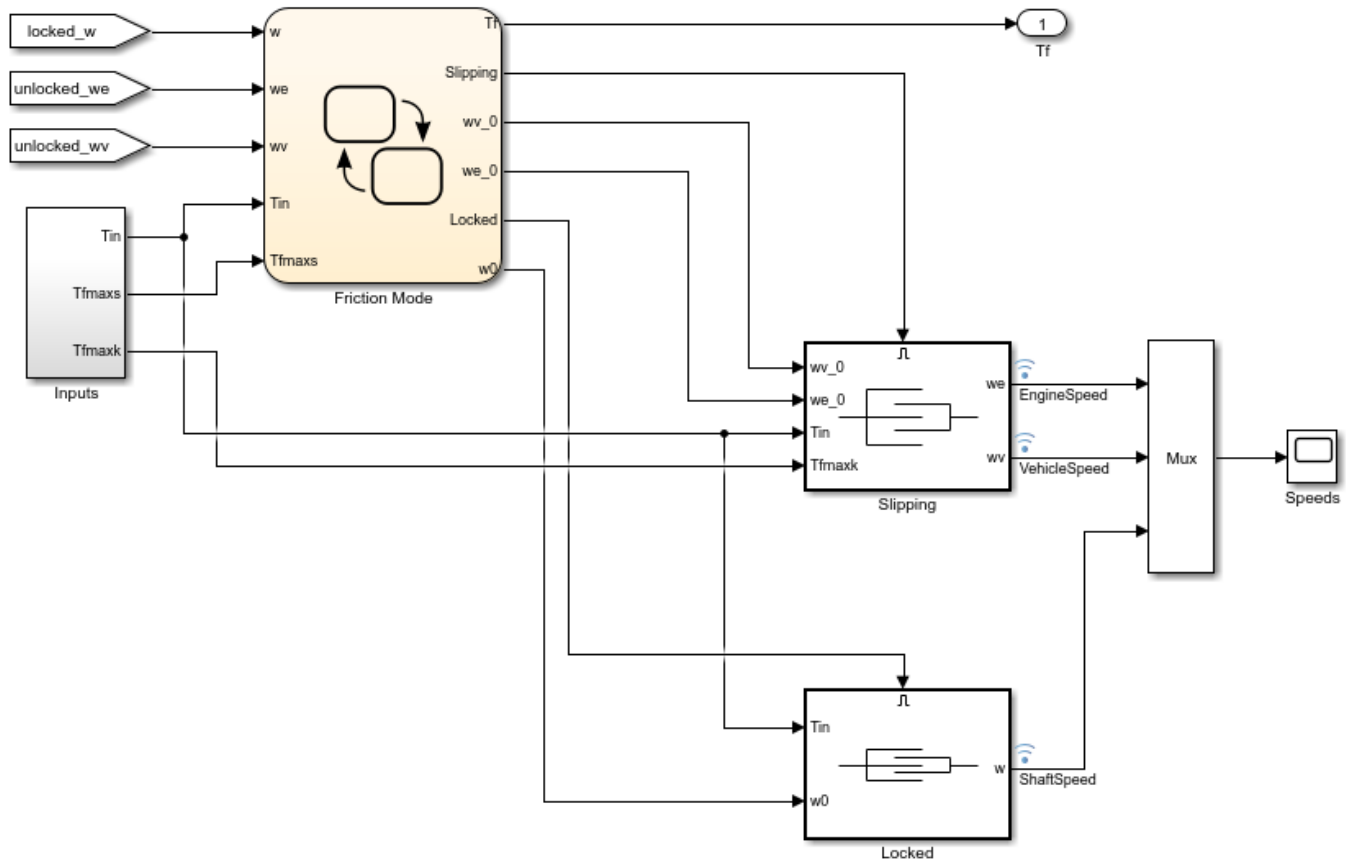 locked_w
unlocked_we
unlocked_wv
w
we
wv
Tin
Tfmaxs
Tf
Slipping
wv_0
we_0
Locked
w0
Friction Mode
1
Tf
Tin
Tfmaxs
Tfmaxk
Inputs
wv_0
we_0
Tin
Tfmaxk
we
wv
Slipping
EngineSpeed
VehicleSpeed
Mux
Speeds
Tin
w0
w
Locked
ShaftSpeed